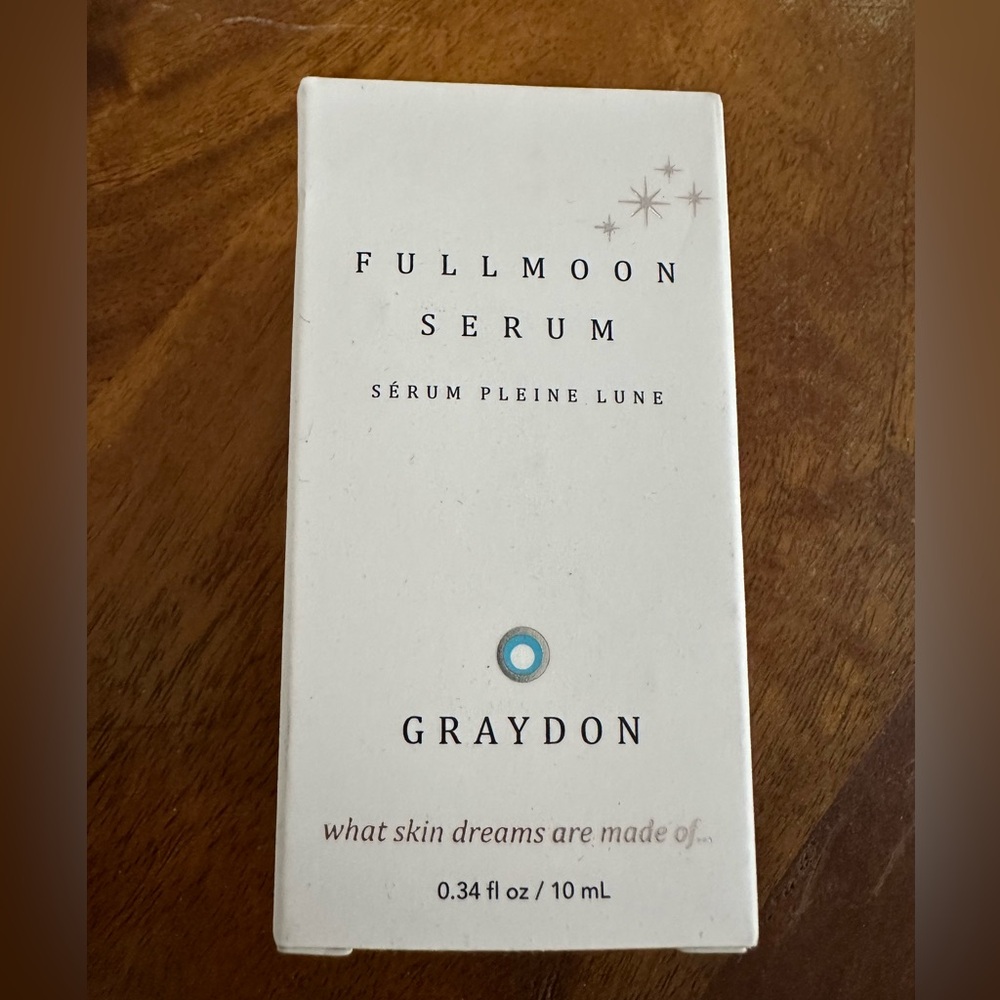 FULLMOON
SERUM
SÉRUM PLEINE LUNE
GRAYDON
what skin dreams are made of...
0.34 fl oz / 10 mL